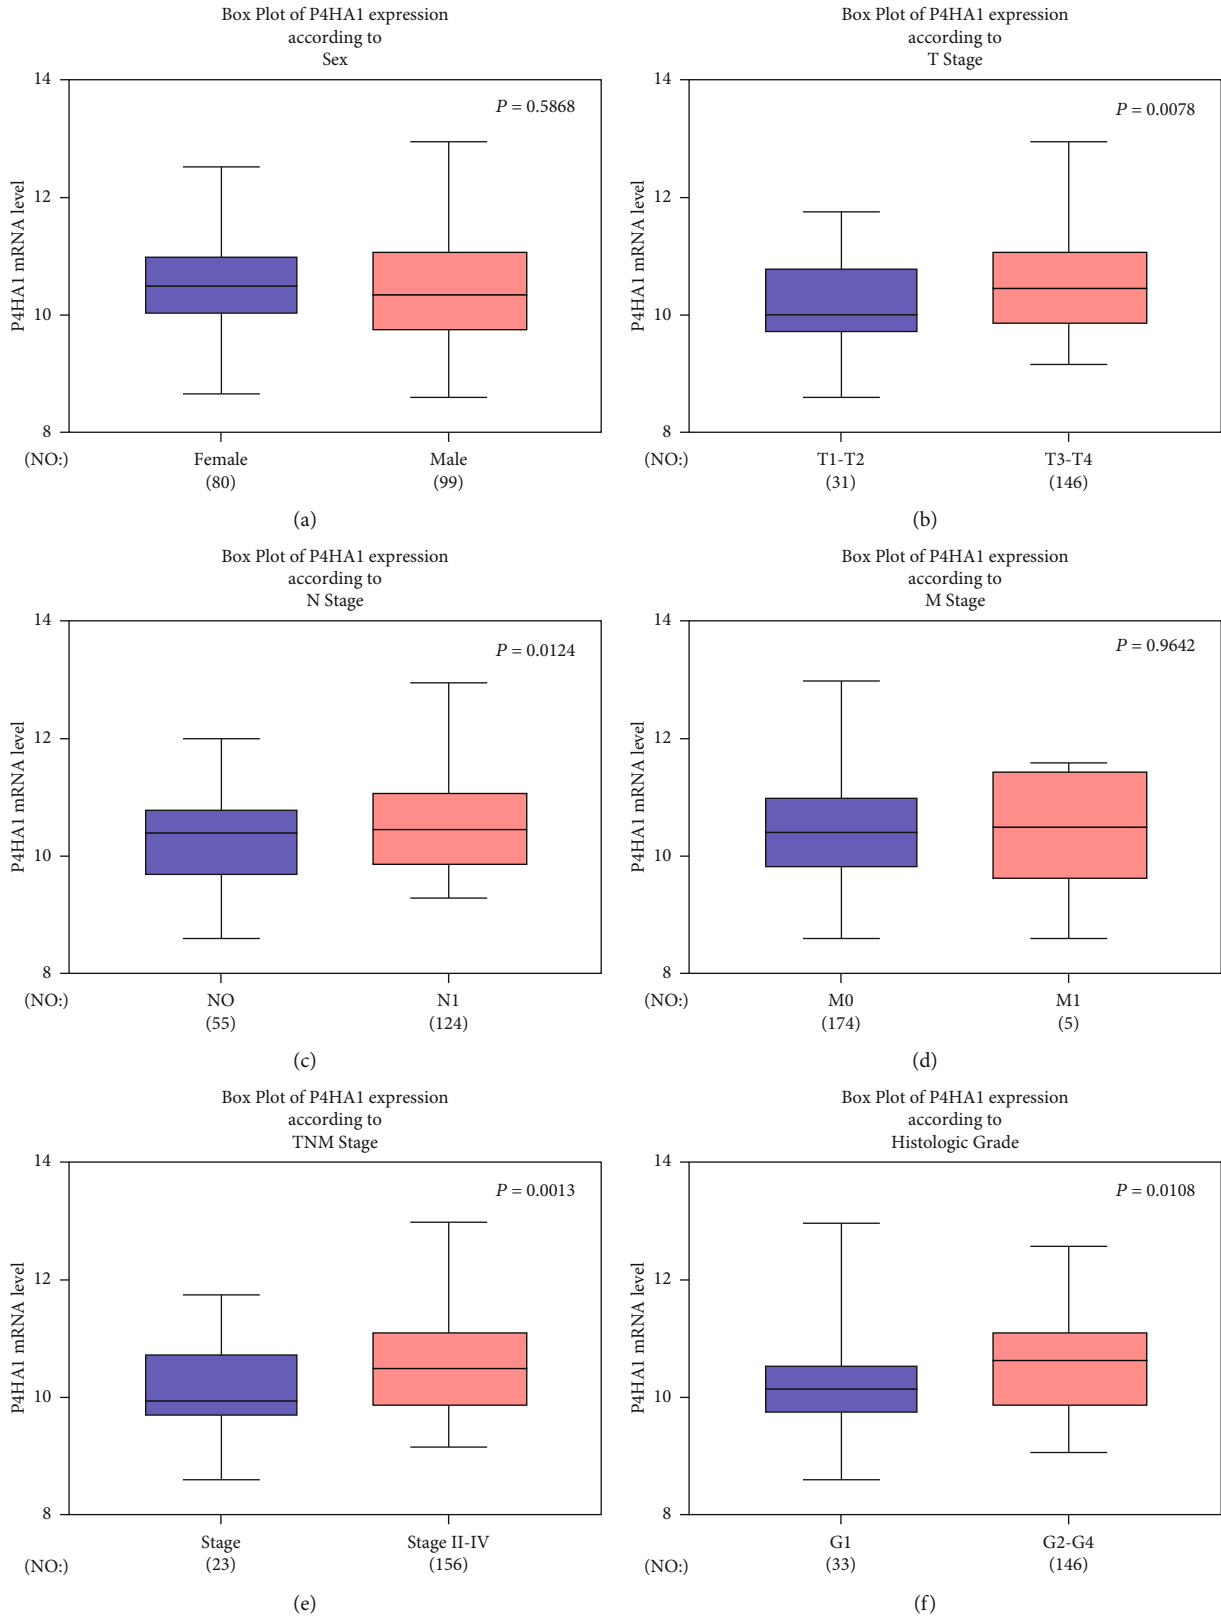 Box Plot of P4HA1 expression
according to
Sex
P = 0.5868
P4HA1 mRNA level
14
12
10
8
(NO:)
Female
Male
(80)
(99)
(a)
Box Plot of P4HA1 expression
according to
T Stage
P = 0.0078
P4HA1 mRNA level
14
12
10
8
(NO:)
T1-T2
T3-T4
(31)
(146)
(b)
Box Plot of P4HA1 expression
according to
N Stage
P = 0.0124
P4HA1 mRNA level
14
12
10
8
(NO:)
NO
N1
(55)
(124)
(c)
Box Plot of P4HA1 expression
according to
M Stage
P = 0.9642
P4HA1 mRNA level
14
12
10
8
(NO:)
M0
M1
(174)
(5)
(d)
Box Plot of P4HA1 expression
according to
TNM Stage
P = 0.0013
P4HA1 mRNA level
14
12
10
8
Stage
Stage II-IV
(NO:)
(23)
(156)
(e)
Box Plot of P4HA1 expression
according to
Histologic Grade
P = 0.0108
P4HA1 mRNA level
14
12
10
8
G1
G2-G4
(NO:)
(33)
(146)
(f)